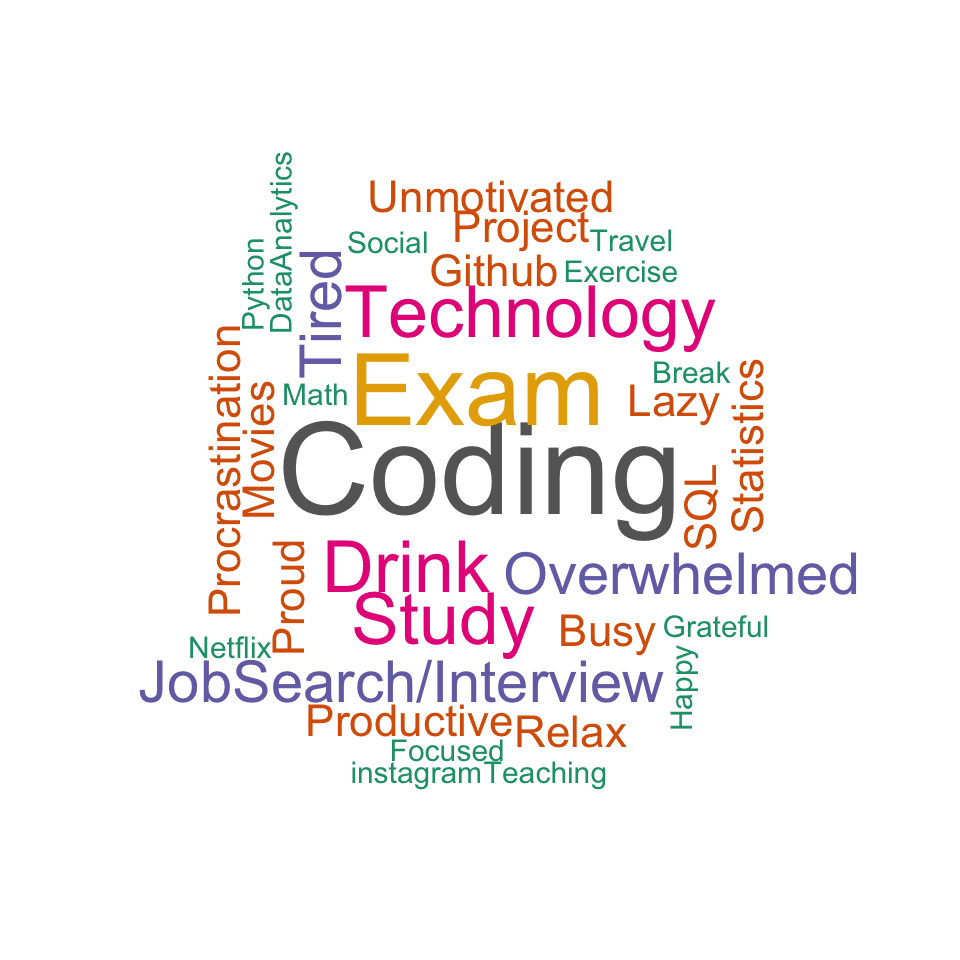 Unmotivated
Project
Social
Travel
Python
DataAnalytics
Github
Exercise
Tired
Technology
Math
Exam
Break
Lazy
Procrastination
Movies
Coding
SQL
Statistics
Proud
Drink
Overwhelmed
Study
Busy
Grateful
Netflix
JobSearch/Interview
Happy
Productive
Relax
Focused
instagram
Teaching